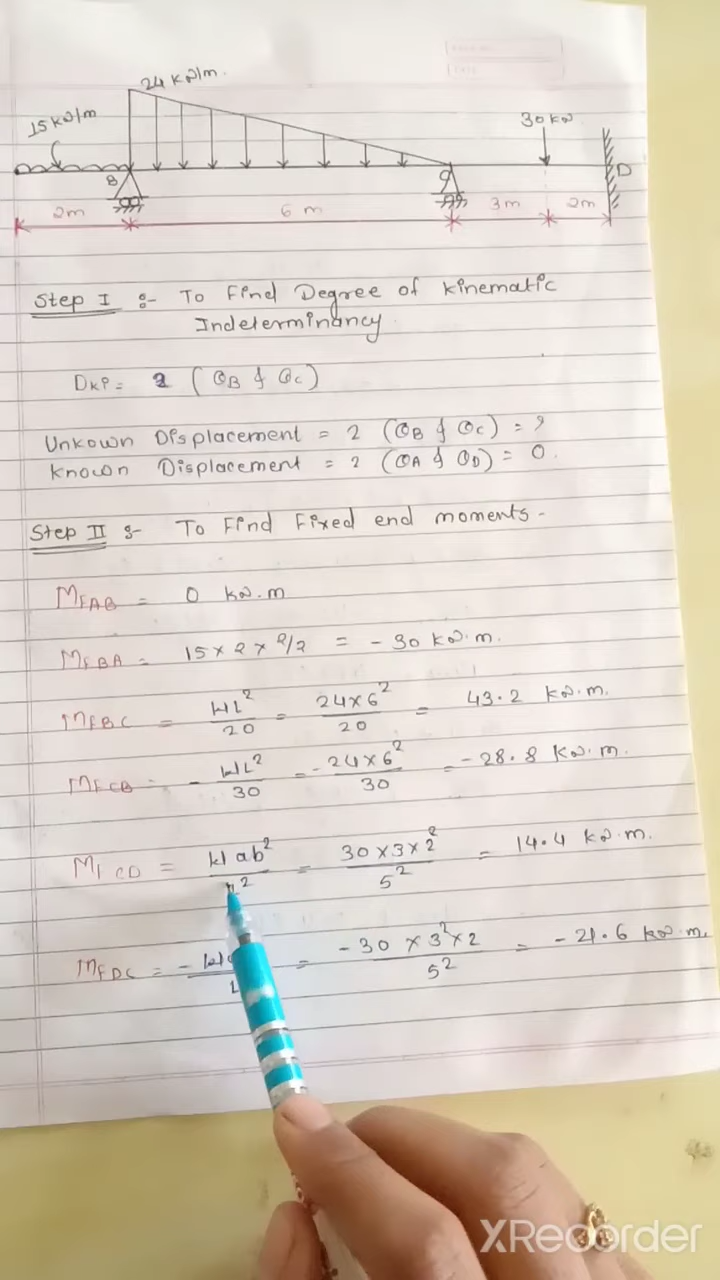 24 kN/m.
15 kN/m
30 kN
B
C
D
2m
6 m
3 m
2m
Step I :- To Find Degree of Kinematic
Indeterminancy.
Dki = 2 ( θB & θc)
Unkown Displacement = 2 (θB & θc) = ?
Known Displacement = 2 (θA & θD) = 0.
Step II :- To Find Fixed end moments -
MFAB = 0 kN.m
MFBA = 15 × 2 × 2/2 = - 30 kN.m.
MFBC = WL²/20 = 24×6²/20 = 43.2 kN.m.
MFCB = - WL²/30 = - 24×6²/30 = - 28.8 kN.m.
MFCD = Wab²/L² = 30×3×2²/5² = 14.4 kN.m.
MFDC = - W = - 30 × 3² × 2/5² = - 21.6 kN.m.
XRecorder